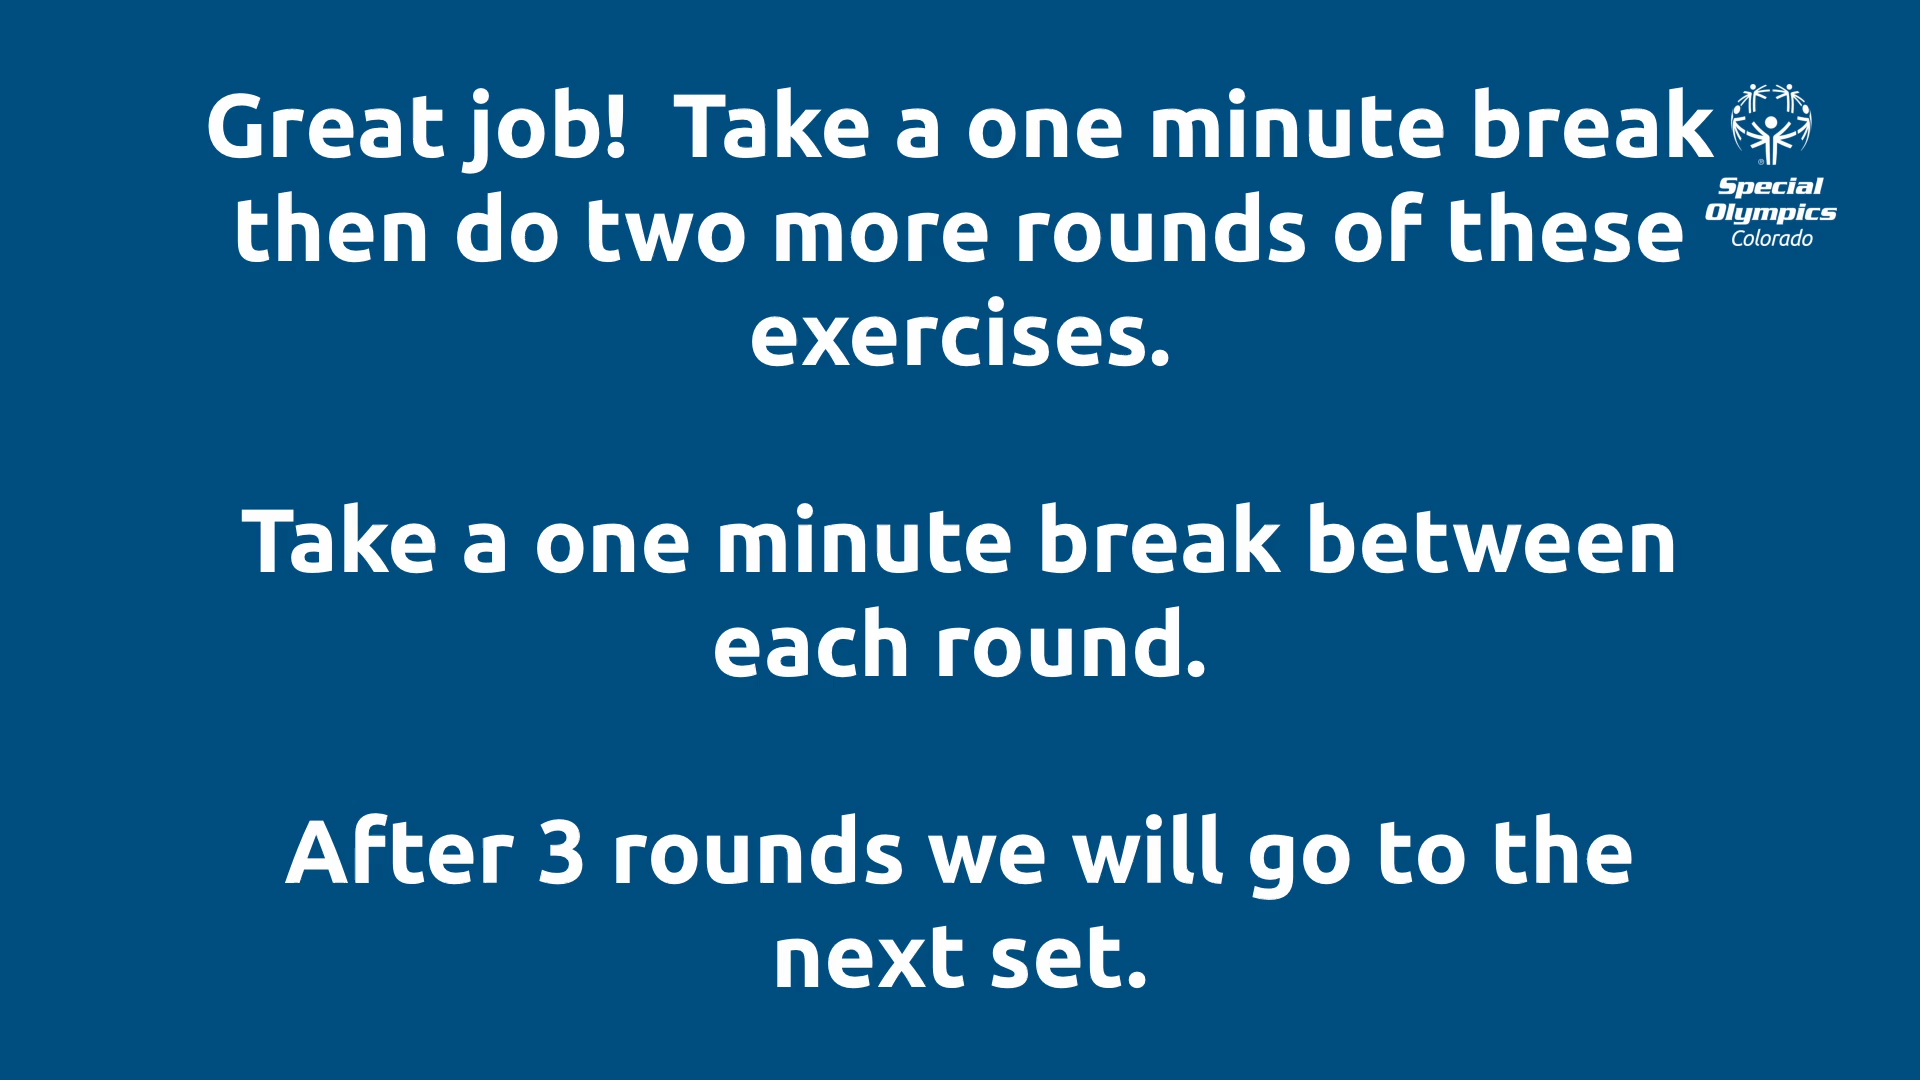 Great job!  Take a one minute break
then do two more rounds of these
exercises.
Take a one minute break between
each round.
After 3 rounds we will go to the
next set.
®
Special
Olympics
Colorado